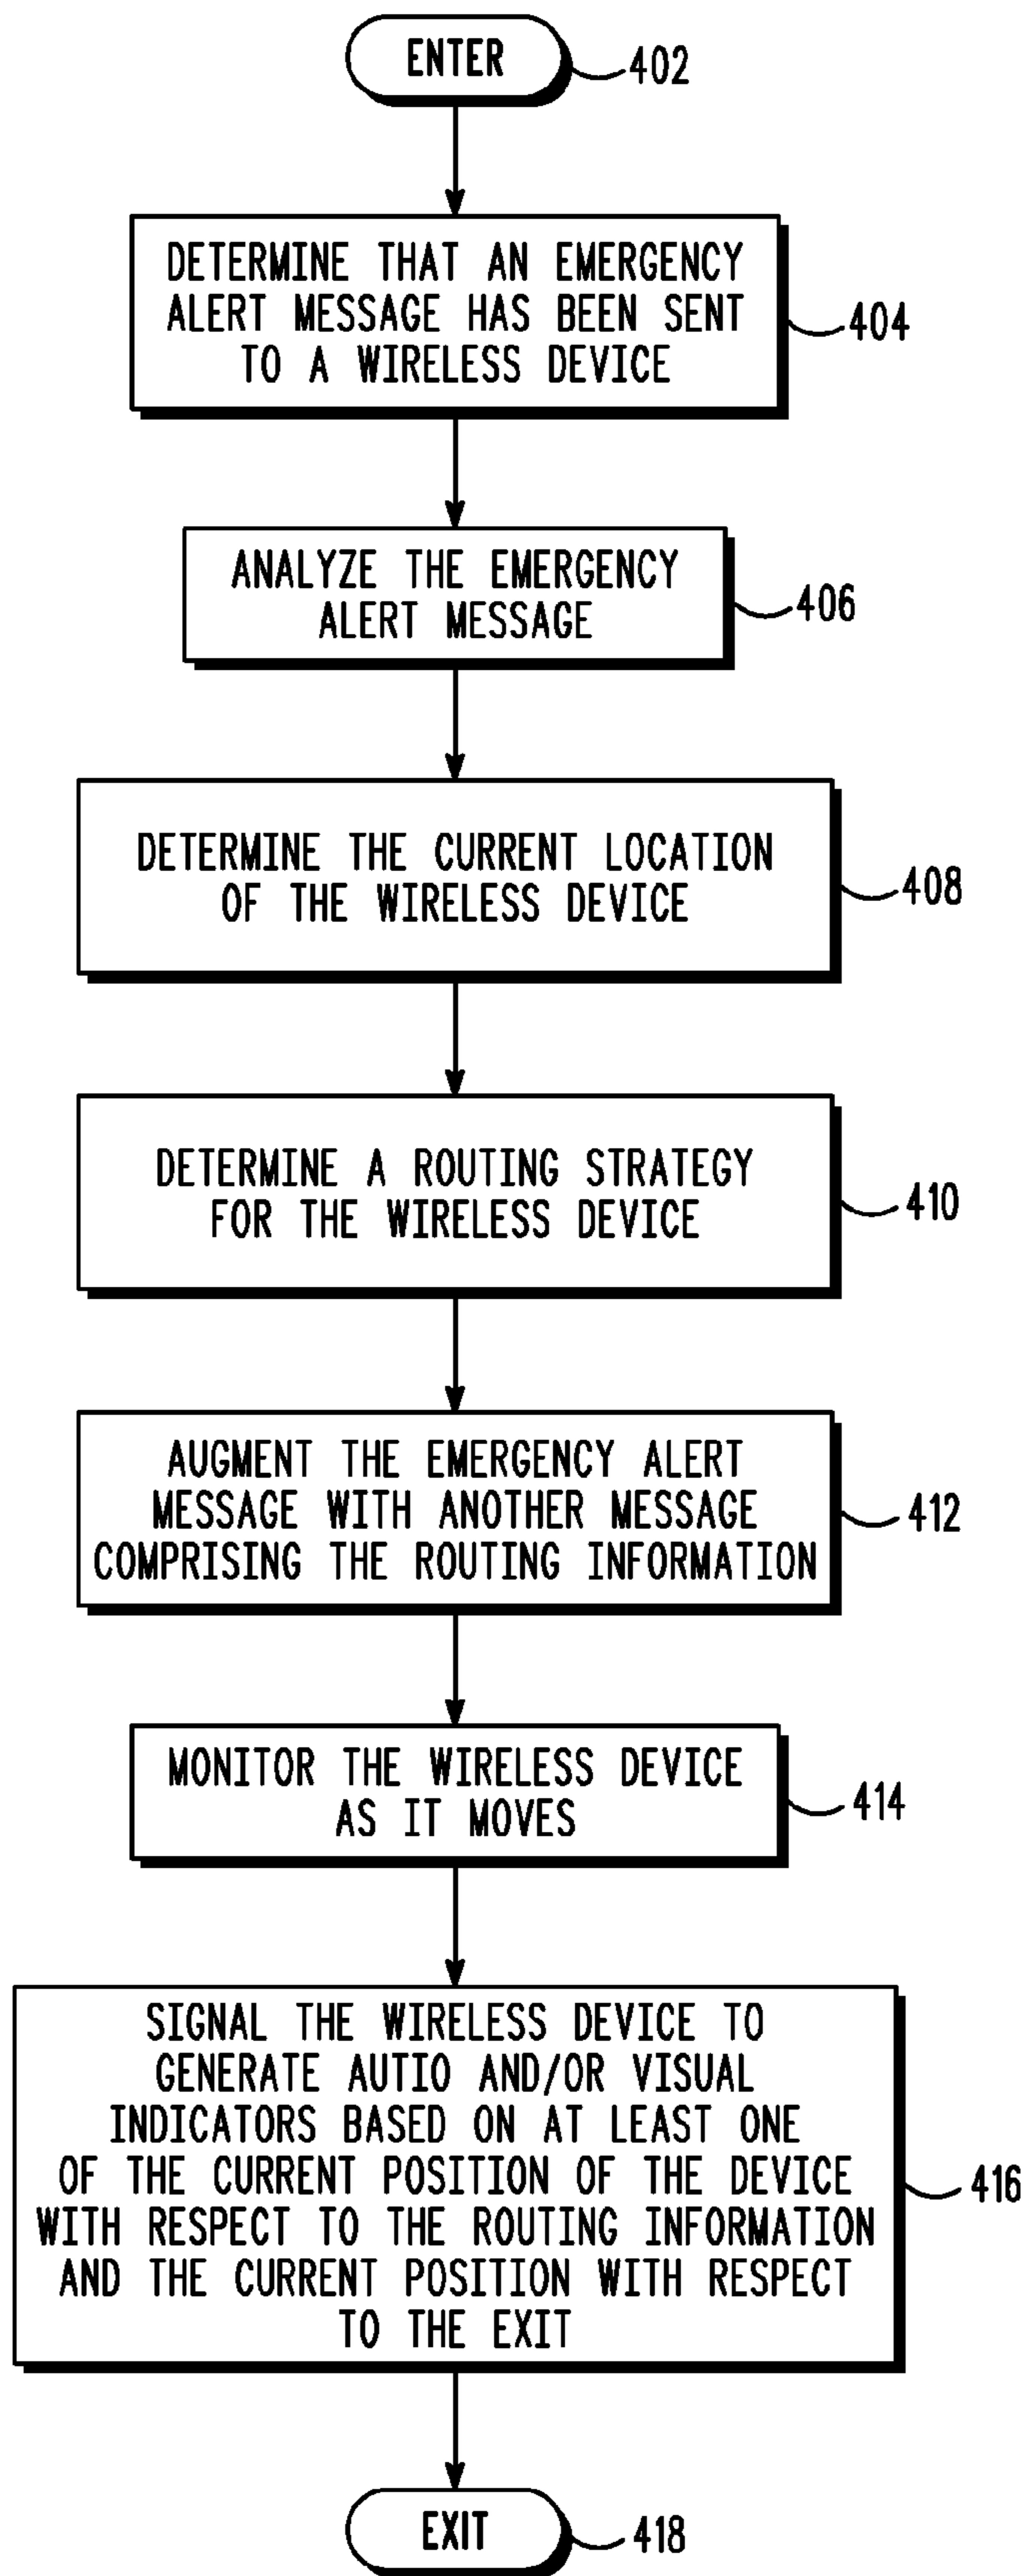 ENTER
402
DETERMINE THAT AN EMERGENCY
ALERT MESSAGE HAS BEEN SENT
TO A WIRELESS DEVICE
404
ANALYZE THE EMERGENCY
ALERT MESSAGE
406
DETERMINE THE CURRENT LOCATION
OF THE WIRELESS DEVICE
408
DETERMINE A ROUTING STRATEGY
FOR THE WIRELESS DEVICE
410
AUGMENT THE EMERGENCY ALERT
MESSAGE WITH ANOTHER MESSAGE
COMPRISING THE ROUTING INFORMATION
412
MONITOR THE WIRELESS DEVICE
AS IT MOVES
414
SIGNAL THE WIRELESS DEVICE TO
GENERATE AUTIO AND/OR VISUAL
INDICATORS BASED ON AT LEAST ONE
OF THE CURRENT POSITION OF THE DEVICE
WITH RESPECT TO THE ROUTING INFORMATION
AND THE CURRENT POSITION WITH RESPECT
TO THE EXIT
416
EXIT
418